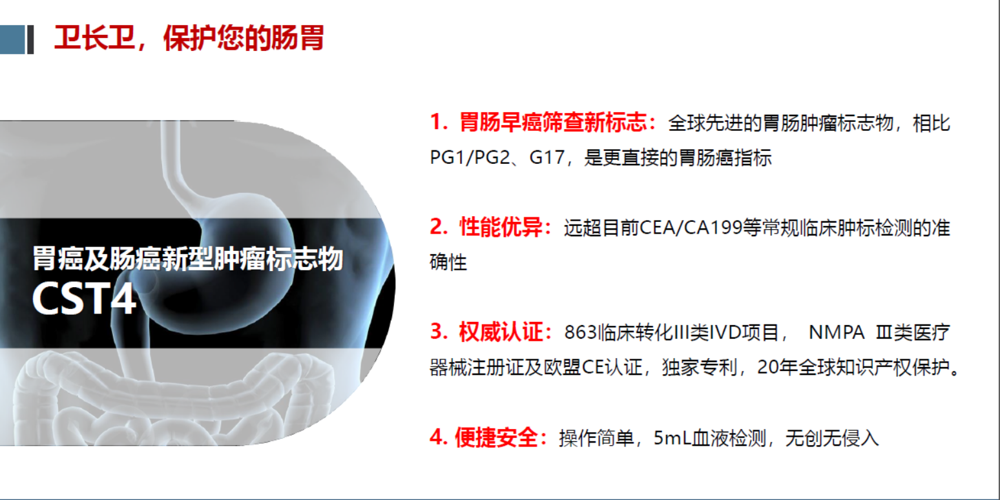 卫长卫，保护您的肠胃
胃癌及肠癌新型肿瘤标志物
CST4
1. 胃肠早癌筛查新标志：全球先进的胃肠肿瘤标志物，相比
PG1/PG2、G17，是更直接的胃肠癌指标
2. 性能优异：远超目前CEA/CA199等常规临床肿标检测的准
确性
3. 权威认证：863临床转化III类IVD项目， NMPA Ⅲ类医疗
器械注册证及欧盟CE认证，独家专利，20年全球知识产权保护。
4. 便捷安全：操作简单，5mL血液检测，无创无侵入